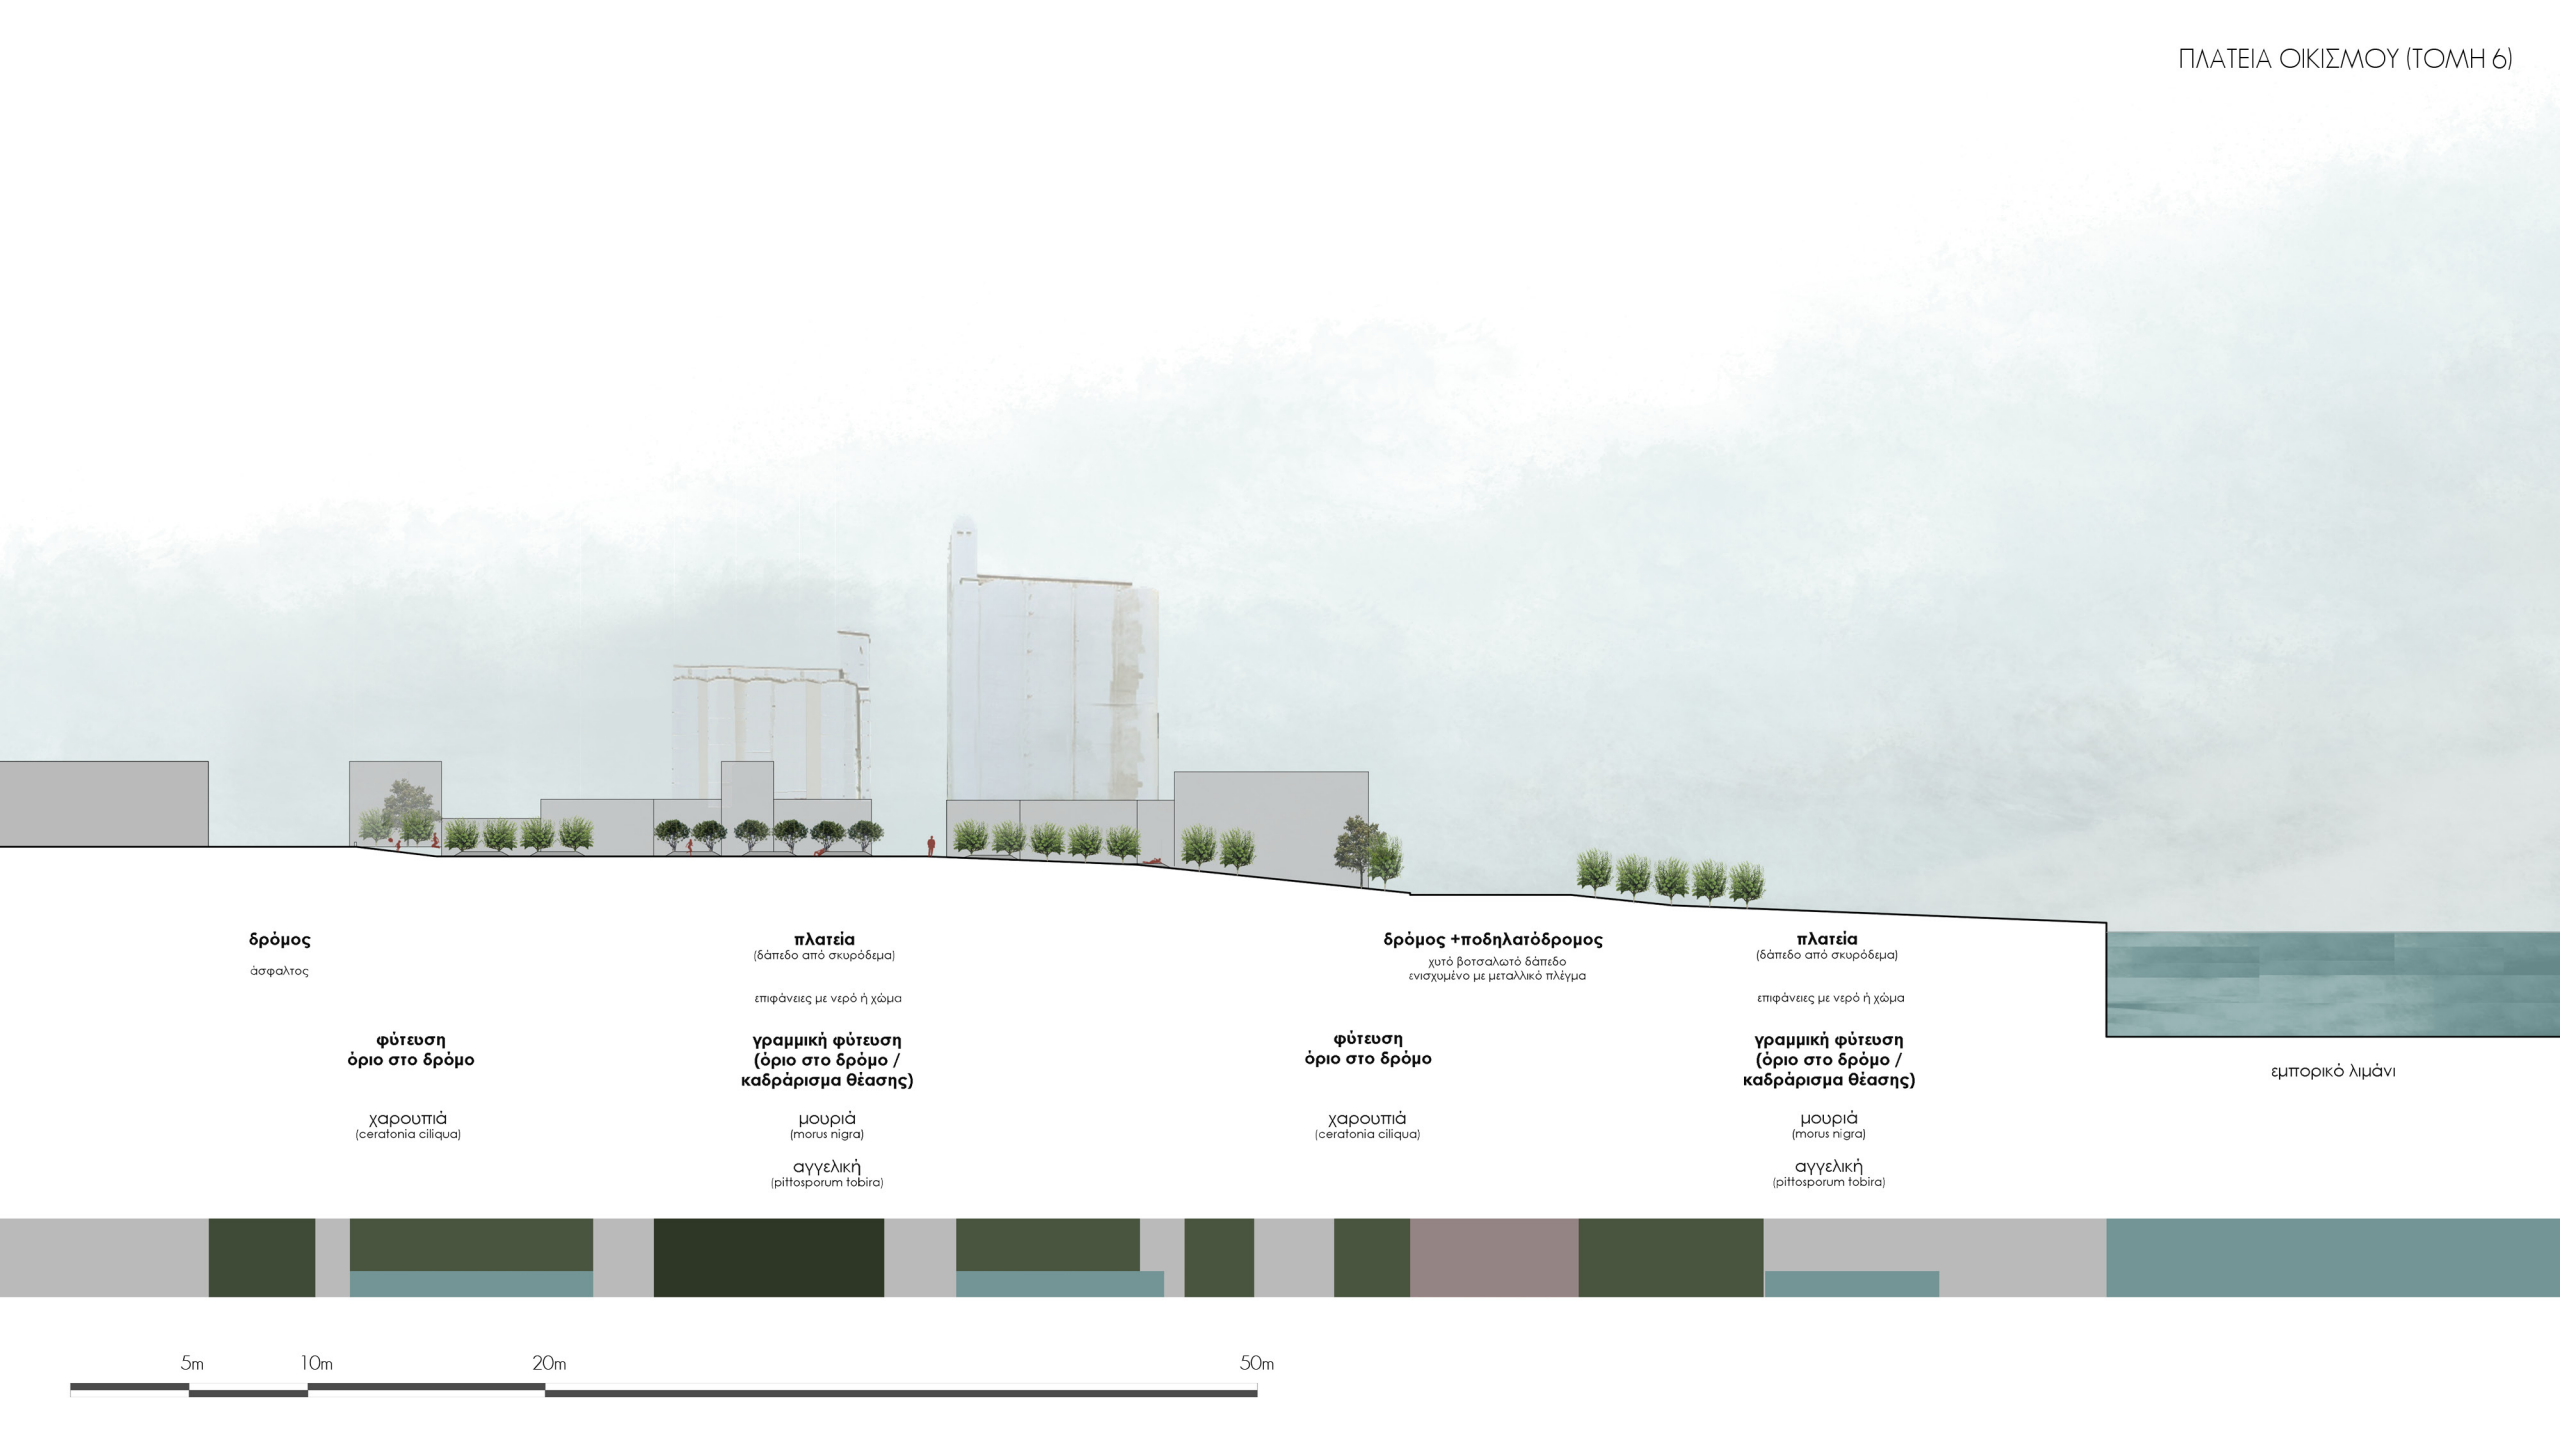 ΠΛΑΤΕΙΑ ΟΙΚΙΣΜΟΥ (ΤΟΜΗ 6)
δρόμος
άσφαλτος
φύτευση
όριο στο δρόμο
χαρουπιά
(ceratonia ciliqua)
πλατεία
(δάπεδο από σκυρόδεμα)
επιφάνειες με νερό ή χώμα
γραμμική φύτευση
(όριο στο δρόμο /
καδράρισμα θέασης)
μουριά
(morus nigra)
αγγελική
(pittosporum tobira)
δρόμος +ποδηλατόδρομος
χυτό βοτσαλωτό δάπεδο
ενισχυμένο με μεταλλικό πλέγμα
φύτευση
όριο στο δρόμο
χαρουπιά
(ceratonia ciliqua)
πλατεία
(δάπεδο από σκυρόδεμα)
επιφάνειες με νερό ή χώμα
γραμμική φύτευση
(όριο στο δρόμο /
καδράρισμα θέασης)
μουριά
(morus nigra)
αγγελική
(pittosporum tobira)
εμπορικό λιμάνι
5m 10m 20m 50m